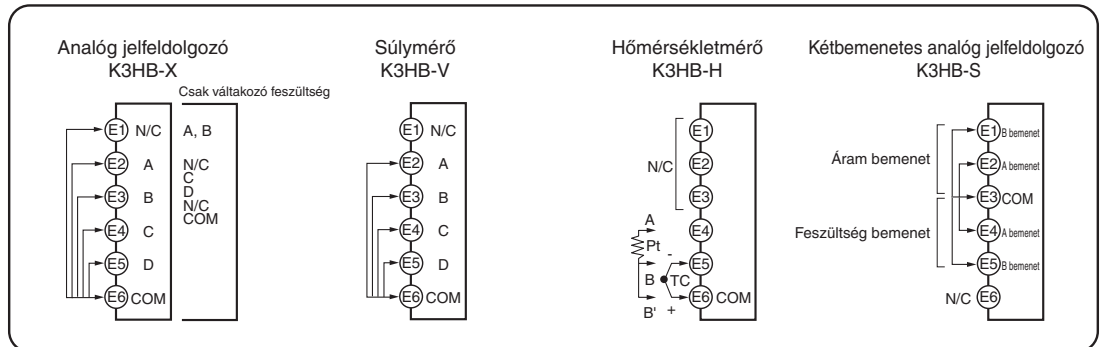 Analóg jelfeldolgozó
K3HB-X
Csak váltakozó feszültség
E1 N/C A, B
E2 A N/C
C
E3 B D
N/C
COM
E4 C
E5 D
E6 COM
Súlymérő
K3HB-V
E1 N/C
E2 A
E3 B
E4 C
E5 D
E6 COM
Hőmérsékletmérő
K3HB-H
E1
N/C E2
E3
A
E4
Pt
-
E5
B TC
E6 COM
B' +
Kétbemenetes analóg jelfeldolgozó
K3HB-S
E1 B bemenet
Áram bemenet
E2 A bemenet
E3 COM
Feszültség bemenet
E4 A bemenet
E5 B bemenet
N/C E6